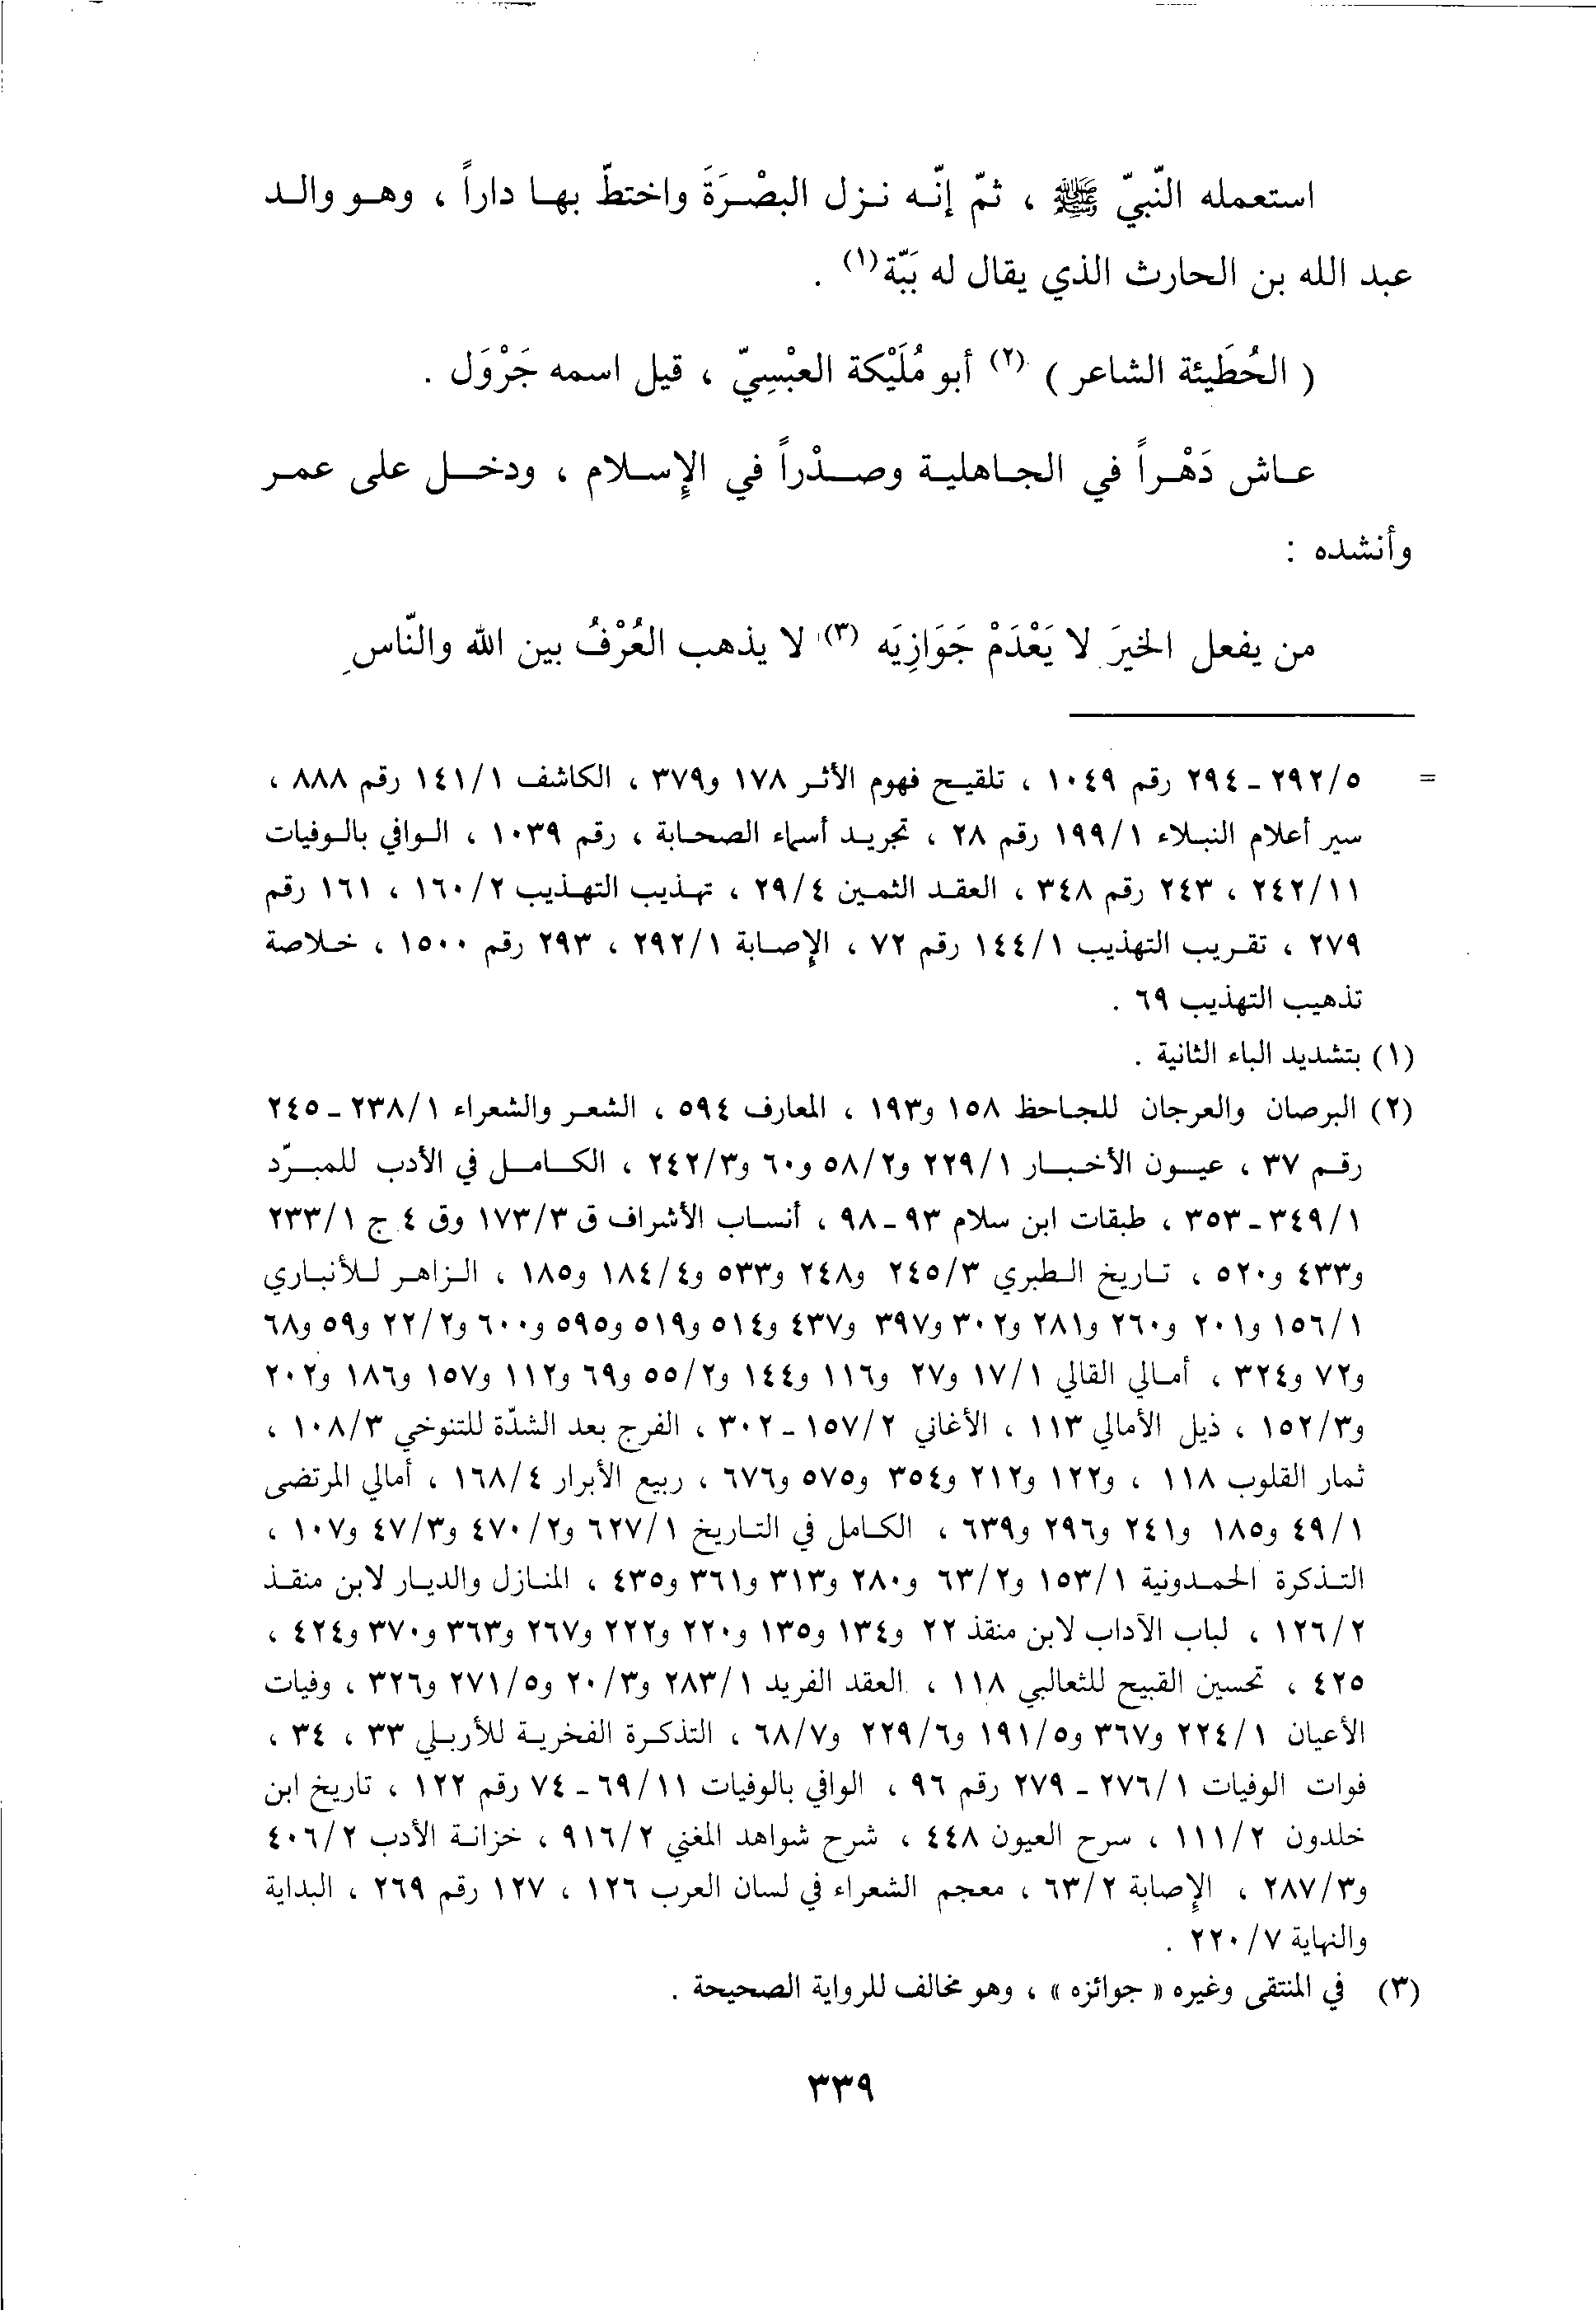 استعمله النّبيّ ﷺ ، ثمّ إنّه نزل البصْرَةَ واختطّ بها داراً ، وهو والد
عبد الله بن الحارث الذي يقال له بَبّة(١) .
( الحُطَيئة الشاعر ) (٢) أبو مُلَيْكة العبْسِيّ ، قيل اسمه جَرْوَل .
عاش دَهْراً في الجاهلية وصدْراً في الإسلام ، ودخل على عمر
وأنشده :
من يفعل الخيرَ لا يَعْدَمْ جَوَازِيَه (٣) لا يذهب العُرْفُ بين الله والنّاسِ
= ٢٩٢/٥ - ٢٩٤ رقم ١٠٤٩ ، تلقيح فهوم الأثر ١٧٨ و٣٧٩ ، الكاشف ١٤١/١ رقم ٨٨٨ ،
سير أعلام النبلاء ١٩٩/١ رقم ٢٨ ، تجريد أسماء الصحابة ، رقم ١٠٣٩ ، الوافي بالوفيات
٢٤٢/١١ ، ٢٤٣ رقم ٣٤٨ ، العقد الثمين ٢٩/٤ ، تهذيب التهذيب ١٦٠/٢ ، ١٦١ رقم
٢٧٩ ، تقريب التهذيب ١٤٤/١ رقم ٧٢ ، الإصابة ٢٩٢/١ ، ٢٩٣ رقم ١٥٠٠ ، خلاصة
تذهيب التهذيب ٦٩ .
(١) بتشديد الباء الثانية .
(٢) البرصان والعرجان للجاحظ ١٥٨ و١٩٣ ، المعارف ٥٩٤ ، الشعر والشعراء ٢٣٨/١ - ٢٤٥
رقم ٣٧ ، عيون الأخبار ٢٢٩/١ و٥٨/٢ و٦٠ و٢٤٢/٣ ، الكامل في الأدب للمبرّد
٣٤٩/١ - ٣٥٣ ، طبقات ابن سلام ٩٣ - ٩٨ ، أنساب الأشراف ق ١٧٣/٣ وق ٤ ج ٢٣٣/١
و٤٣٣ و٥٢٠ ، تاريخ الطبري ٢٤٥/٣ و٢٤٨ و٥٣٣ و١٨٤/٤ و١٨٥ ، الزاهر للأنباري
١٥٦/١ و٢٠١ و٢٦٠ و٢٨١ و٣٠٢ و٣٩٧ و٤٣٧ و٥١٤ و٥١٩ و٥٩٥ و٦٠٠ و٢٢/٢ و٥٩ و٦٨
و٧٢ و٣٢٤ ، أمالي القالي ١٧/١ و٢٧ و١١٦ و١٤٤ و٥٥/٢ و٦٩ و١١٢ و١٥٧ و١٨٦ و٢٠٢
و١٥٢/٣ ، ذيل الأمالي ١١٣ ، الأغاني ١٥٧/٢ - ٣٠٢ ، الفرج بعد الشدّة للتنوخي ١٠٨/٣ ،
ثمار القلوب ١١٨ ، و١٢٢ و٢١٢ و٣٥٤ و٥٧٥ و٦٧٦ ، ربيع الأبرار ١٦٨/٤ ، أمالي المرتضى
٤٩/١ و١٨٥ و٢٤١ و٢٩٦ و٦٣٩ ، الكامل في التاريخ ٦٢٧/١ و٤٧٠/٢ و٤٧/٣ و١٠٧ ،
التذكرة الحمدونية ١٥٣/١ و٦٣/٢ و٢٨٠ و٣١٣ و٣٦١ و٤٣٥ ، المنازل والديار لابن منقذ
١٢٦/٢ ، لباب الآداب لابن منقذ ٢٢ و١٣٤ و١٣٥ و٢٢٠ و٢٢٢ و٢٦٧ و٣٦٣ و٣٧٠ و٤٢٤ ،
٤٢٥ ، تحسين القبيح للثعالبي ١١٨ ، العقد الفريد ٢٨٣/١ و٢٠/٣ و٢٧١/٥ و٣٢٦ ، وفيات
الأعيان ٢٢٤/١ و٣٦٧ و١٩١/٥ و٢٢٩/٦ و٦٨/٧ ، التذكرة الفخرية للأربلي ٣٣ ، ٣٤ ،
فوات الوفيات ٢٧٦/١ - ٢٧٩ رقم ٩٦ ، الوافي بالوفيات ٦٩/١١ - ٧٤ رقم ١٢٢ ، تاريخ ابن
خلدون ١١١/٢ ، سرح العيون ٤٤٨ ، شرح شواهد المغني ٩١٦/٢ ، خزانة الأدب ٤٠٦/٢
و٢٨٧/٣ ، الإصابة ٦٣/٢ ، معجم الشعراء في لسان العرب ١٢٦ ، ١٢٧ رقم ٢٦٩ ، البداية
والنهاية ٢٢٠/٧ .
(٣) في المنتقى وغيره « جوائزه » ، وهو مخالف للرواية الصحيحة .
٣٣٩